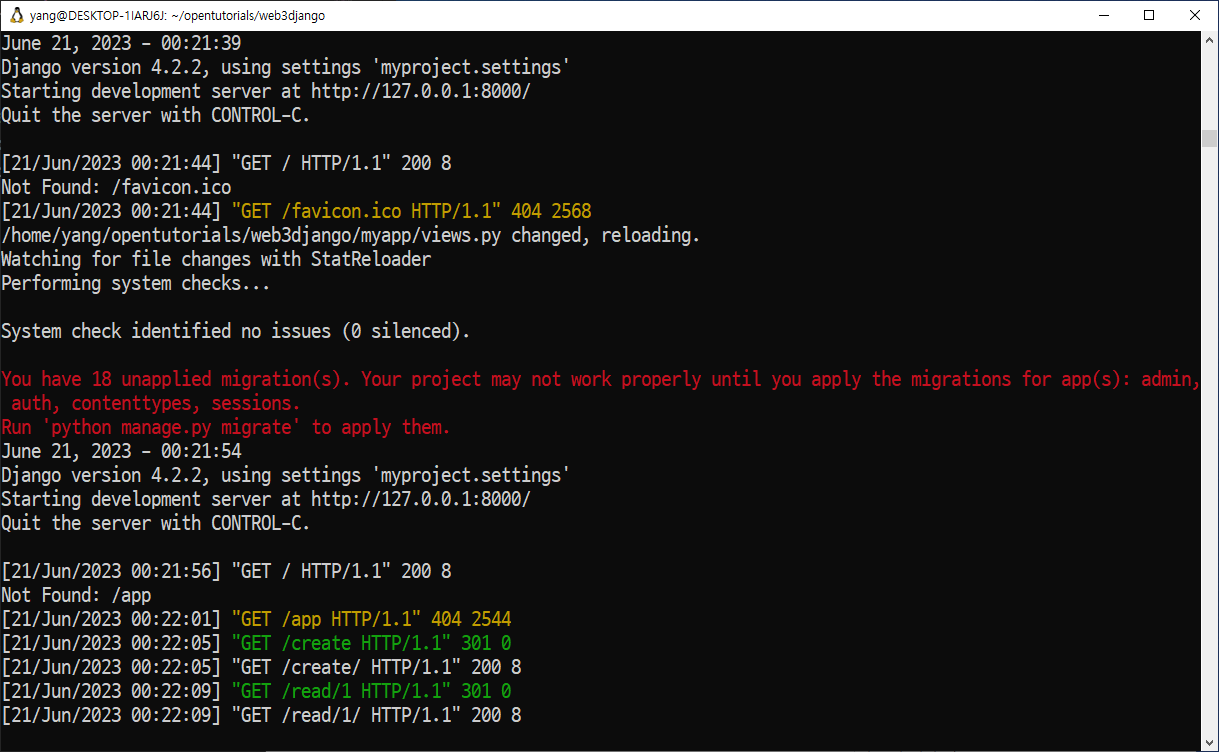 yang@DESKTOP-1IARJ6J: ~/opentutorials/web3django
June 21, 2023 - 00:21:39
Django version 4.2.2, using settings 'myproject.settings'
Starting development server at http://127.0.0.1:8000/
Quit the server with CONTROL-C.
[21/Jun/2023 00:21:44] "GET / HTTP/1.1" 200 8
Not Found: /favicon.ico
[21/Jun/2023 00:21:44] "GET /favicon.ico HTTP/1.1" 404 2568
/home/yang/opentutorials/web3django/myapp/views.py changed, reloading.
Watching for file changes with StatReloader
Performing system checks...
System check identified no issues (0 silenced).
You have 18 unapplied migration(s). Your project may not work properly until you apply the migrations for app(s): admin,
 auth, contenttypes, sessions.
Run 'python manage.py migrate' to apply them.
June 21, 2023 - 00:21:54
Django version 4.2.2, using settings 'myproject.settings'
Starting development server at http://127.0.0.1:8000/
Quit the server with CONTROL-C.
[21/Jun/2023 00:21:56] "GET / HTTP/1.1" 200 8
Not Found: /app
[21/Jun/2023 00:22:01] "GET /app HTTP/1.1" 404 2544
[21/Jun/2023 00:22:05] "GET /create HTTP/1.1" 301 0
[21/Jun/2023 00:22:05] "GET /create/ HTTP/1.1" 200 8
[21/Jun/2023 00:22:09] "GET /read/1 HTTP/1.1" 301 0
[21/Jun/2023 00:22:09] "GET /read/1/ HTTP/1.1" 200 8